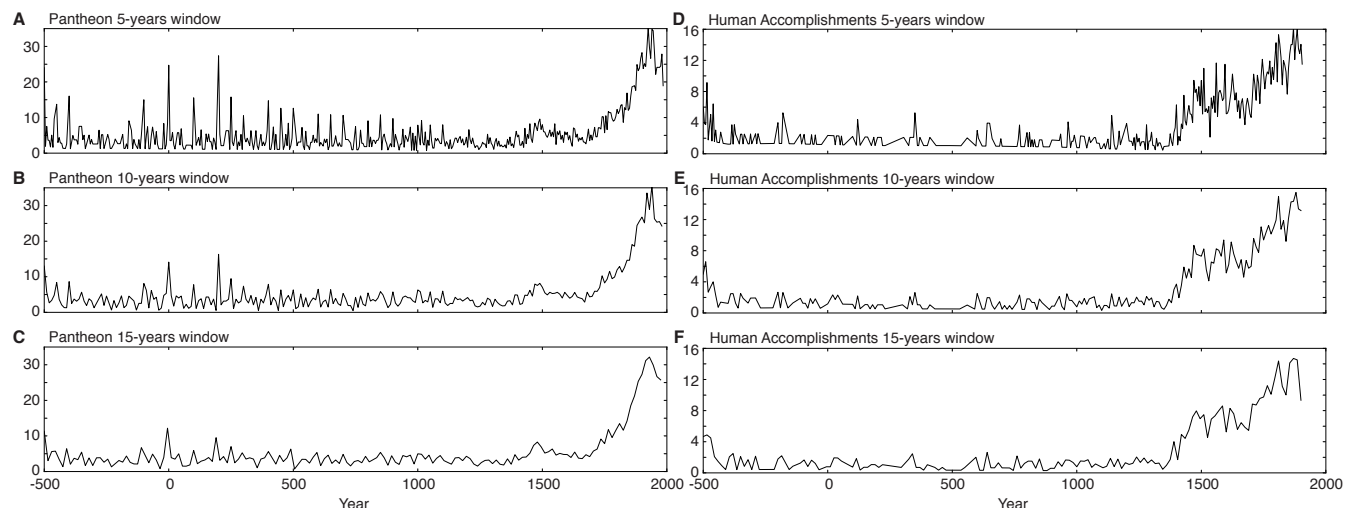 A Pantheon 5-years window
30
20
10
0
B Pantheon 10-years window
30
20
10
0
C Pantheon 15-years window
30
20
10
0
-500 0 500 1000 1500 2000
Year
D Human Accomplishments 5-years window
16
12
8
4
0
E Human Accomplishments 10-years window
16
12
8
4
0
F Human Accomplishments 15-years window
16
12
8
4
0
-500 0 500 1000 1500 2000
Year